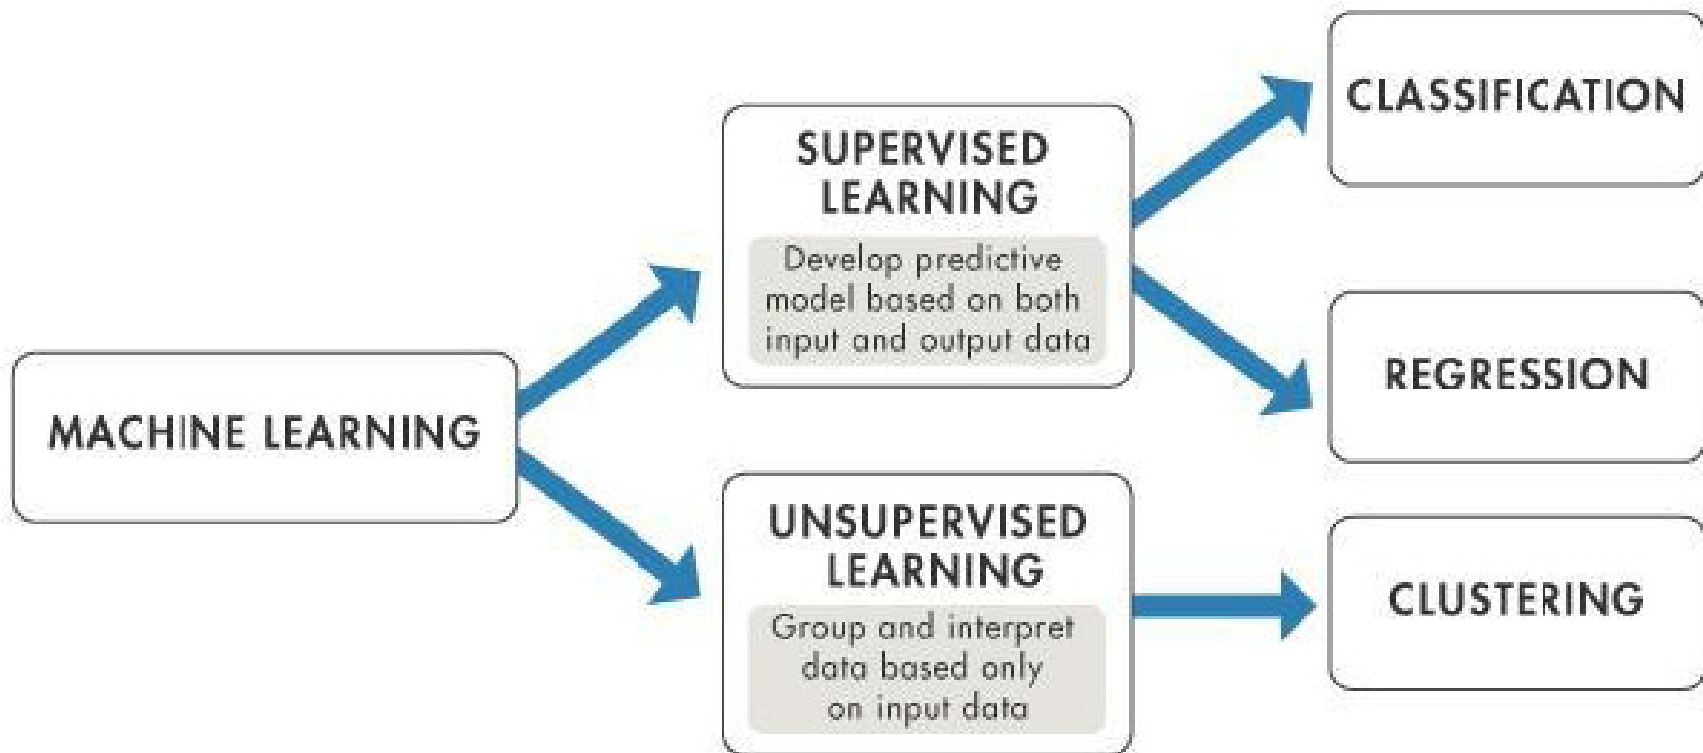 MACHINE LEARNING
SUPERVISED
LEARNING
Develop predictive
model based on both
input and output data
UNSUPERVISED
LEARNING
Group and interpret
data based only
on input data
CLASSIFICATION
REGRESSION
CLUSTERING